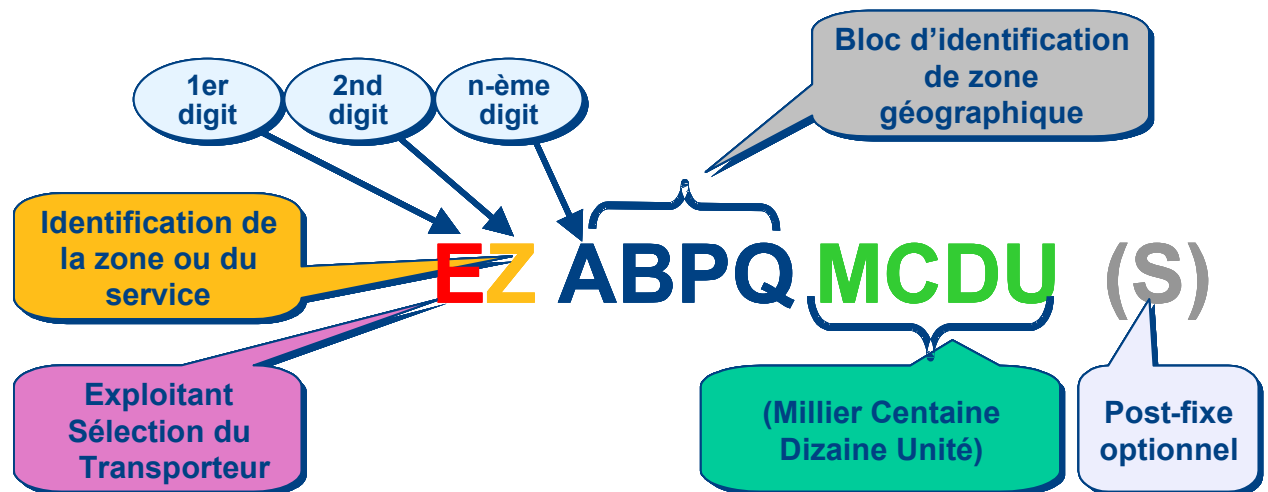 Bloc d’identification
de zone
géographique
1er
digit
2nd
digit
n-ème
digit
Identification de
la zone ou du
service
EZ ABPQ MCDU (S)
Exploitant
Sélection du
Transporteur
(Millier Centaine
Dizaine Unité)
Post-fixe
optionnel